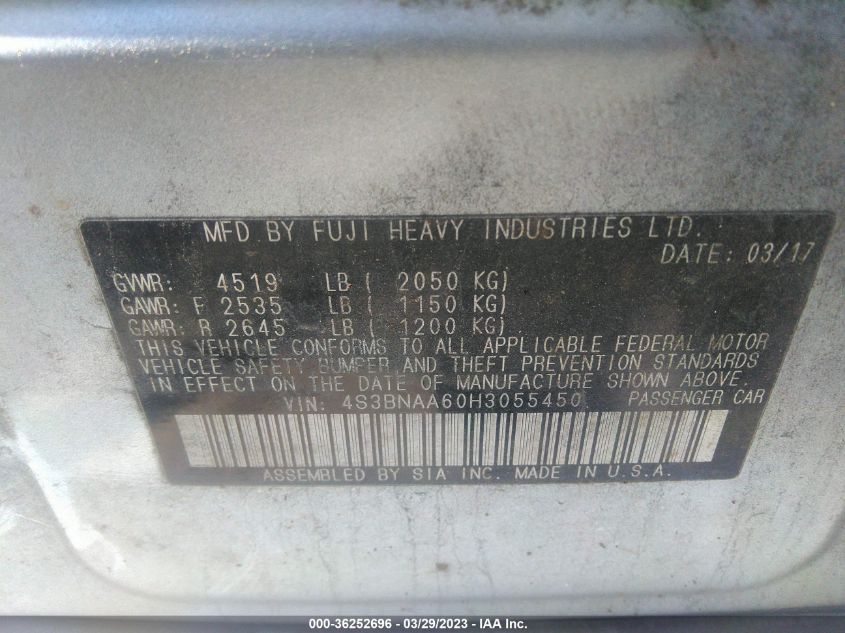 MFD BY FUJI HEAVY INDUSTRIES LTD.
DATE: 03/17
GVWR: 4519 LB ( 2050 KG)
GAWR: F 2535 LB ( 1150 KG)
GAWR: R 2645 LB ( 1200 KG)
THIS VEHICLE CONFORMS TO ALL APPLICABLE FEDERAL MOTOR
VEHICLE SAFETY BUMPER AND THEFT PREVENTION STANDARDS
IN EFFECT ON THE DATE OF MANUFACTURE SHOWN ABOVE.
VIN: 4S3BNAA60H3055450 PASSENGER CAR
ASSEMBLED BY SIA INC. MADE IN U.S.A.
000-36252696 - 03/29/2023 - © IAA Inc.